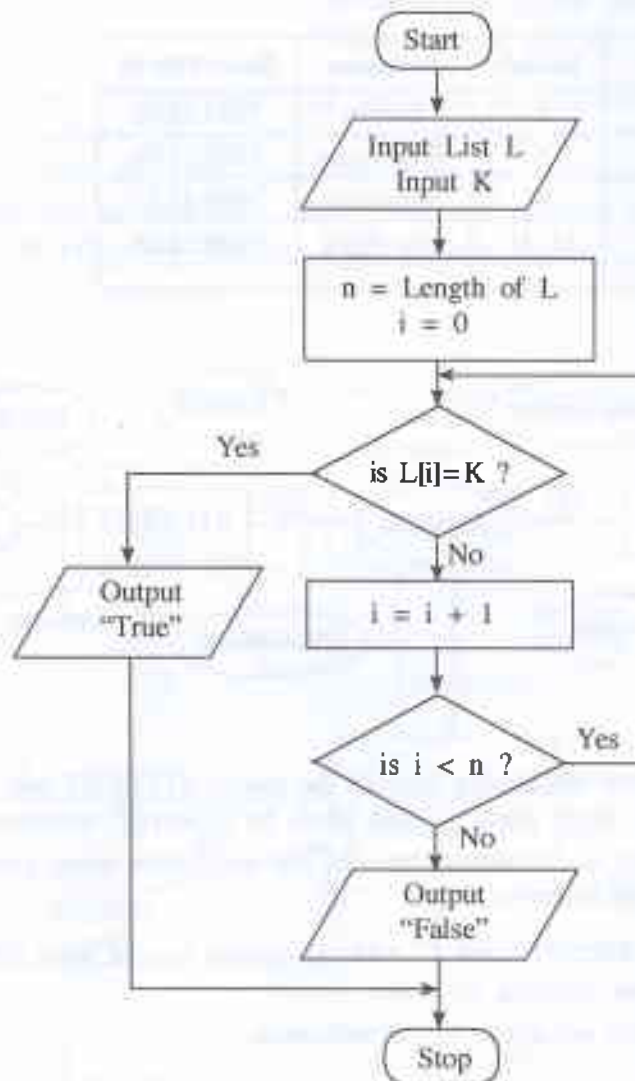 Start
Input List L
Input K
n = Length of L
i = 0
is L[i]=K ?
Yes
No
Output
“True”
i = i + 1
is i < n ?
Yes
No
Output
“False”
Stop